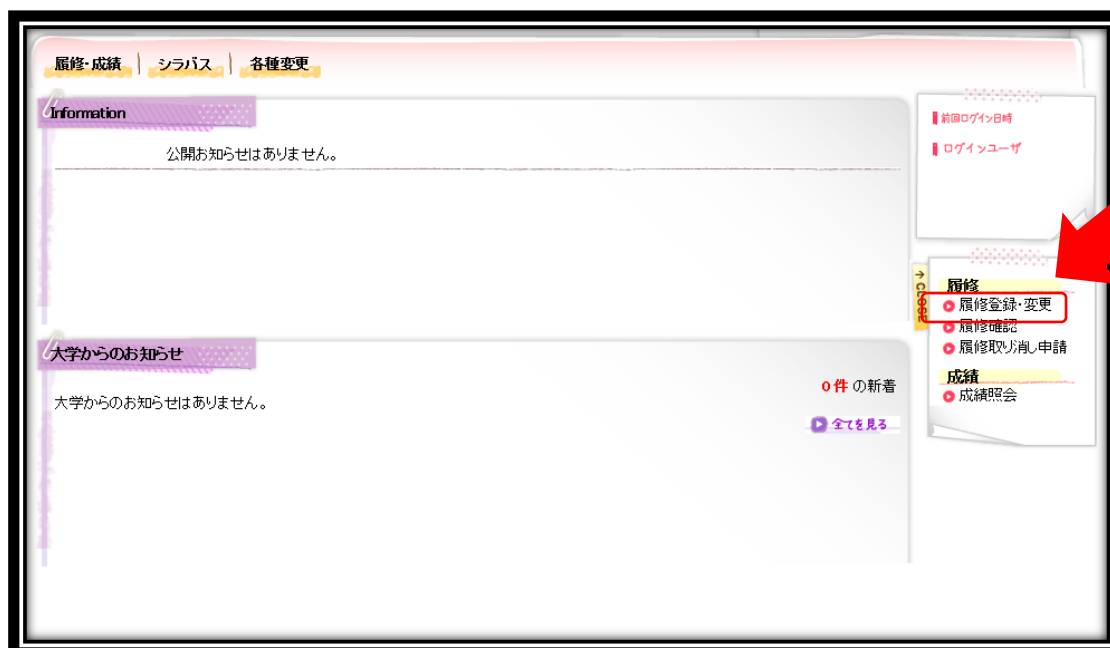 履修・成績 シラバス 各種変更
Information
公開お知らせはありません。
前回ログイン日時
ログインユーザ
→ CLOSE
履修
履修登録・変更
履修確認
履修取り消し申請
成績
成績照会
大学からのお知らせ
0件 の新着
大学からのお知らせはありません。
全てを見る